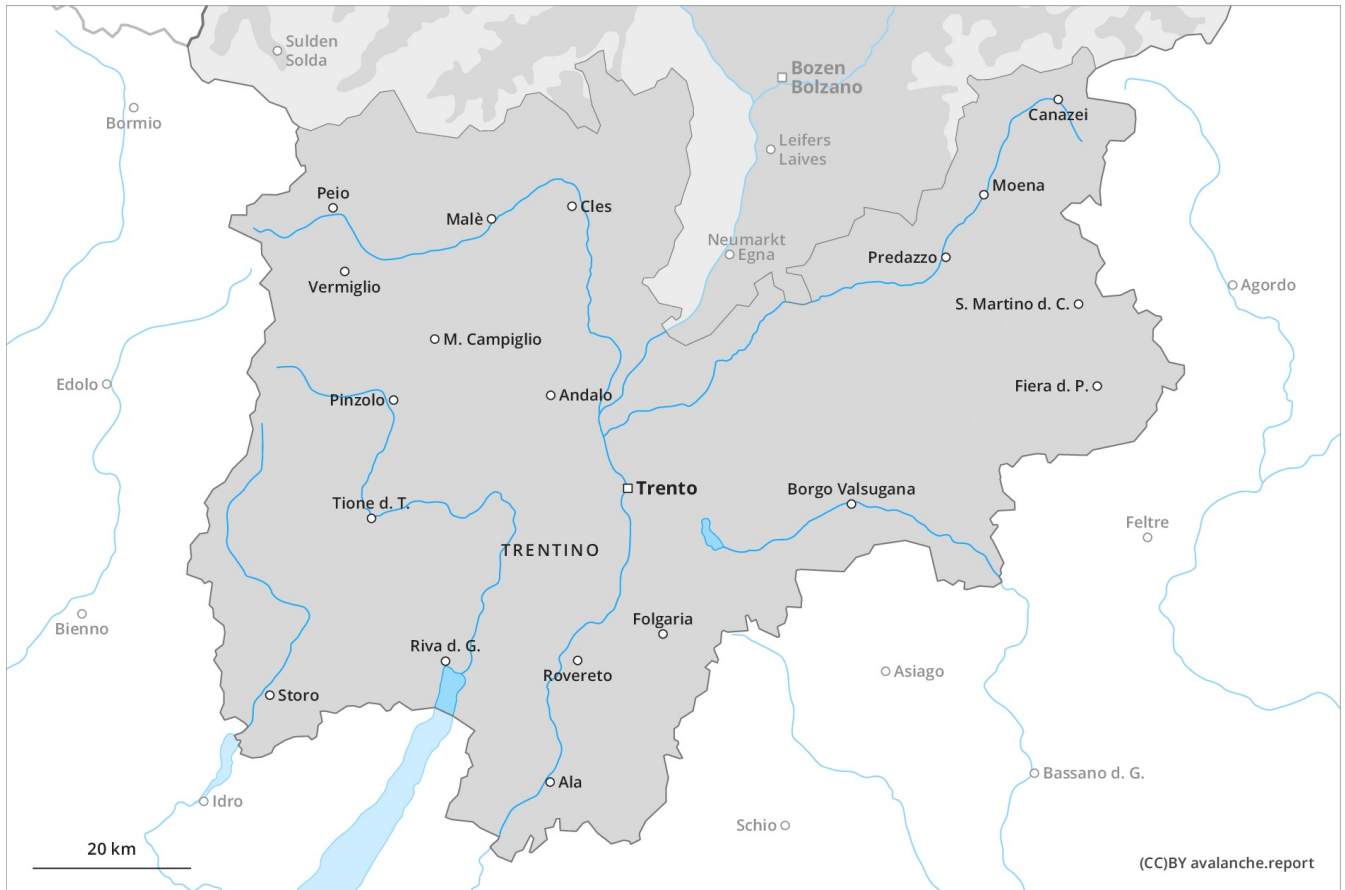 Sulden
Solda
Bozen
Bolzano
Bormio
Canazei
Leifers
Laives
Peio
Moena
Malè
Cles
Neumarkt
Egna
Predazzo
Vermiglio
Agordo
S. Martino d. C.
M. Campiglio
Edolo
Fiera d. P.
Pinzolo
Andalo
Trento
Borgo Valsugana
Tione d. T.
Feltre
TRENTINO
Bienno
Folgaria
Riva d. G.
Asiago
Rovereto
Storo
Bassano d. G.
Ala
Idro
Schio
20 km
(CC)BY avalanche.report